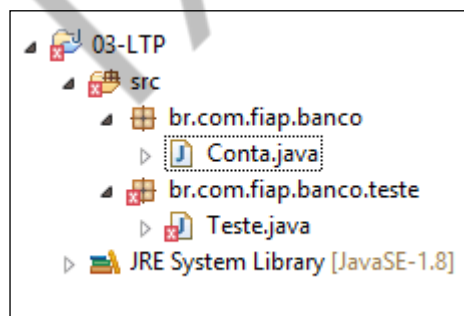 03-LTP
src
br.com.fiap.banco
Conta.java
br.com.fiap.banco.teste
Teste.java
JRE System Library [JavaSE-1.8]